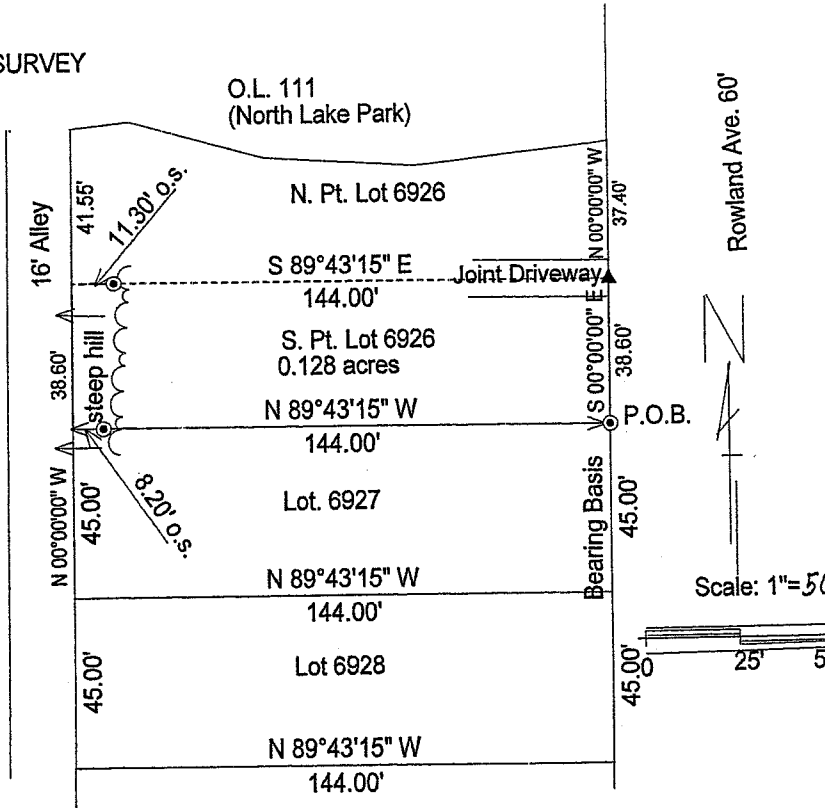 SURVEY
O.L. 111
(North Lake Park)
Rowland Ave. 60'
16' Alley
41.55'
11.30' o.s.
N. Pt. Lot 6926
N 00°00'00" W
37.40'
S 89°43'15" E
144.00'
Joint Driveway
38.60'
steep hill
S. Pt. Lot 6926
0.128 acres
S 00°00'00" E
38.60'
N 89°43'15" W
144.00'
P.O.B.
N 00°00'00" W
45.00'
8.20' o.s.
Lot. 6927
Bearing Basis
45.00'
N 89°43'15" W
144.00'
Scale: 1"=
45.00'
Lot 6928
45.00'
0
25'
N 89°43'15" W
144.00'